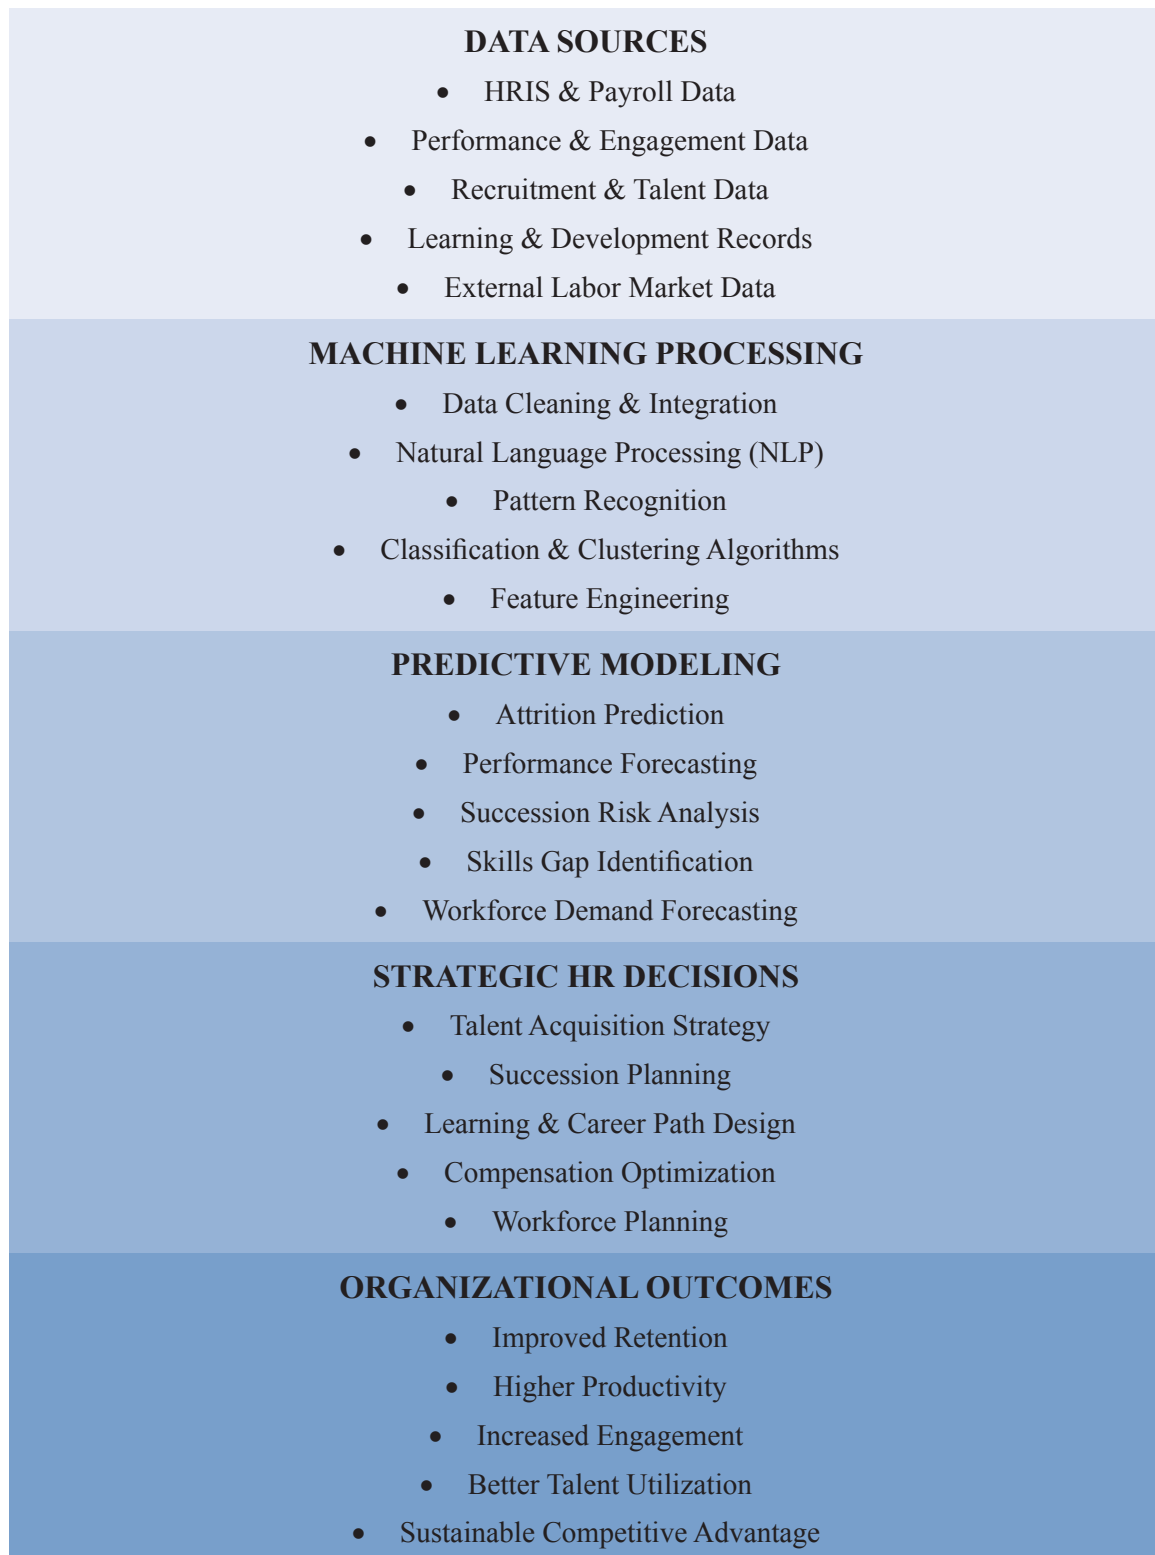 DATA SOURCES
• HRIS & Payroll Data
• Performance & Engagement Data
• Recruitment & Talent Data
• Learning & Development Records
• External Labor Market Data
MACHINE LEARNING PROCESSING
• Data Cleaning & Integration
• Natural Language Processing (NLP)
• Pattern Recognition
• Classification & Clustering Algorithms
• Feature Engineering
PREDICTIVE MODELING
• Attrition Prediction
• Performance Forecasting
• Succession Risk Analysis
• Skills Gap Identification
• Workforce Demand Forecasting
STRATEGIC HR DECISIONS
• Talent Acquisition Strategy
• Succession Planning
• Learning & Career Path Design
• Compensation Optimization
• Workforce Planning
ORGANIZATIONAL OUTCOMES
• Improved Retention
• Higher Productivity
• Increased Engagement
• Better Talent Utilization
• Sustainable Competitive Advantage